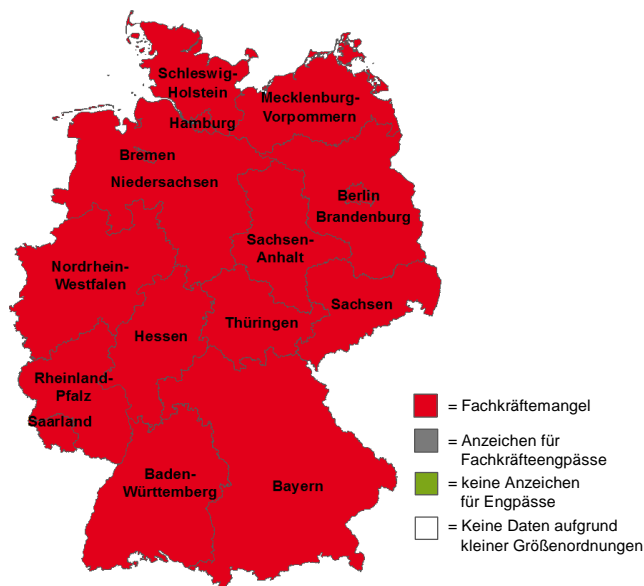 Schleswig-
Holstein
Mecklenburg-
Vorpommern
Hamburg
Bremen
Niedersachsen
Berlin
Brandenburg
Sachsen-
Anhalt
Nordrhein-
Westfalen
Sachsen
Thüringen
Hessen
Rheinland-
Pfalz
Saarland
Baden-
Württemberg
Bayern
= Fachkräftemangel
= Anzeichen für
Fachkräfteengpässe
= keine Anzeichen
für Engpässe
= Keine Daten aufgrund
kleiner Größenordnungen